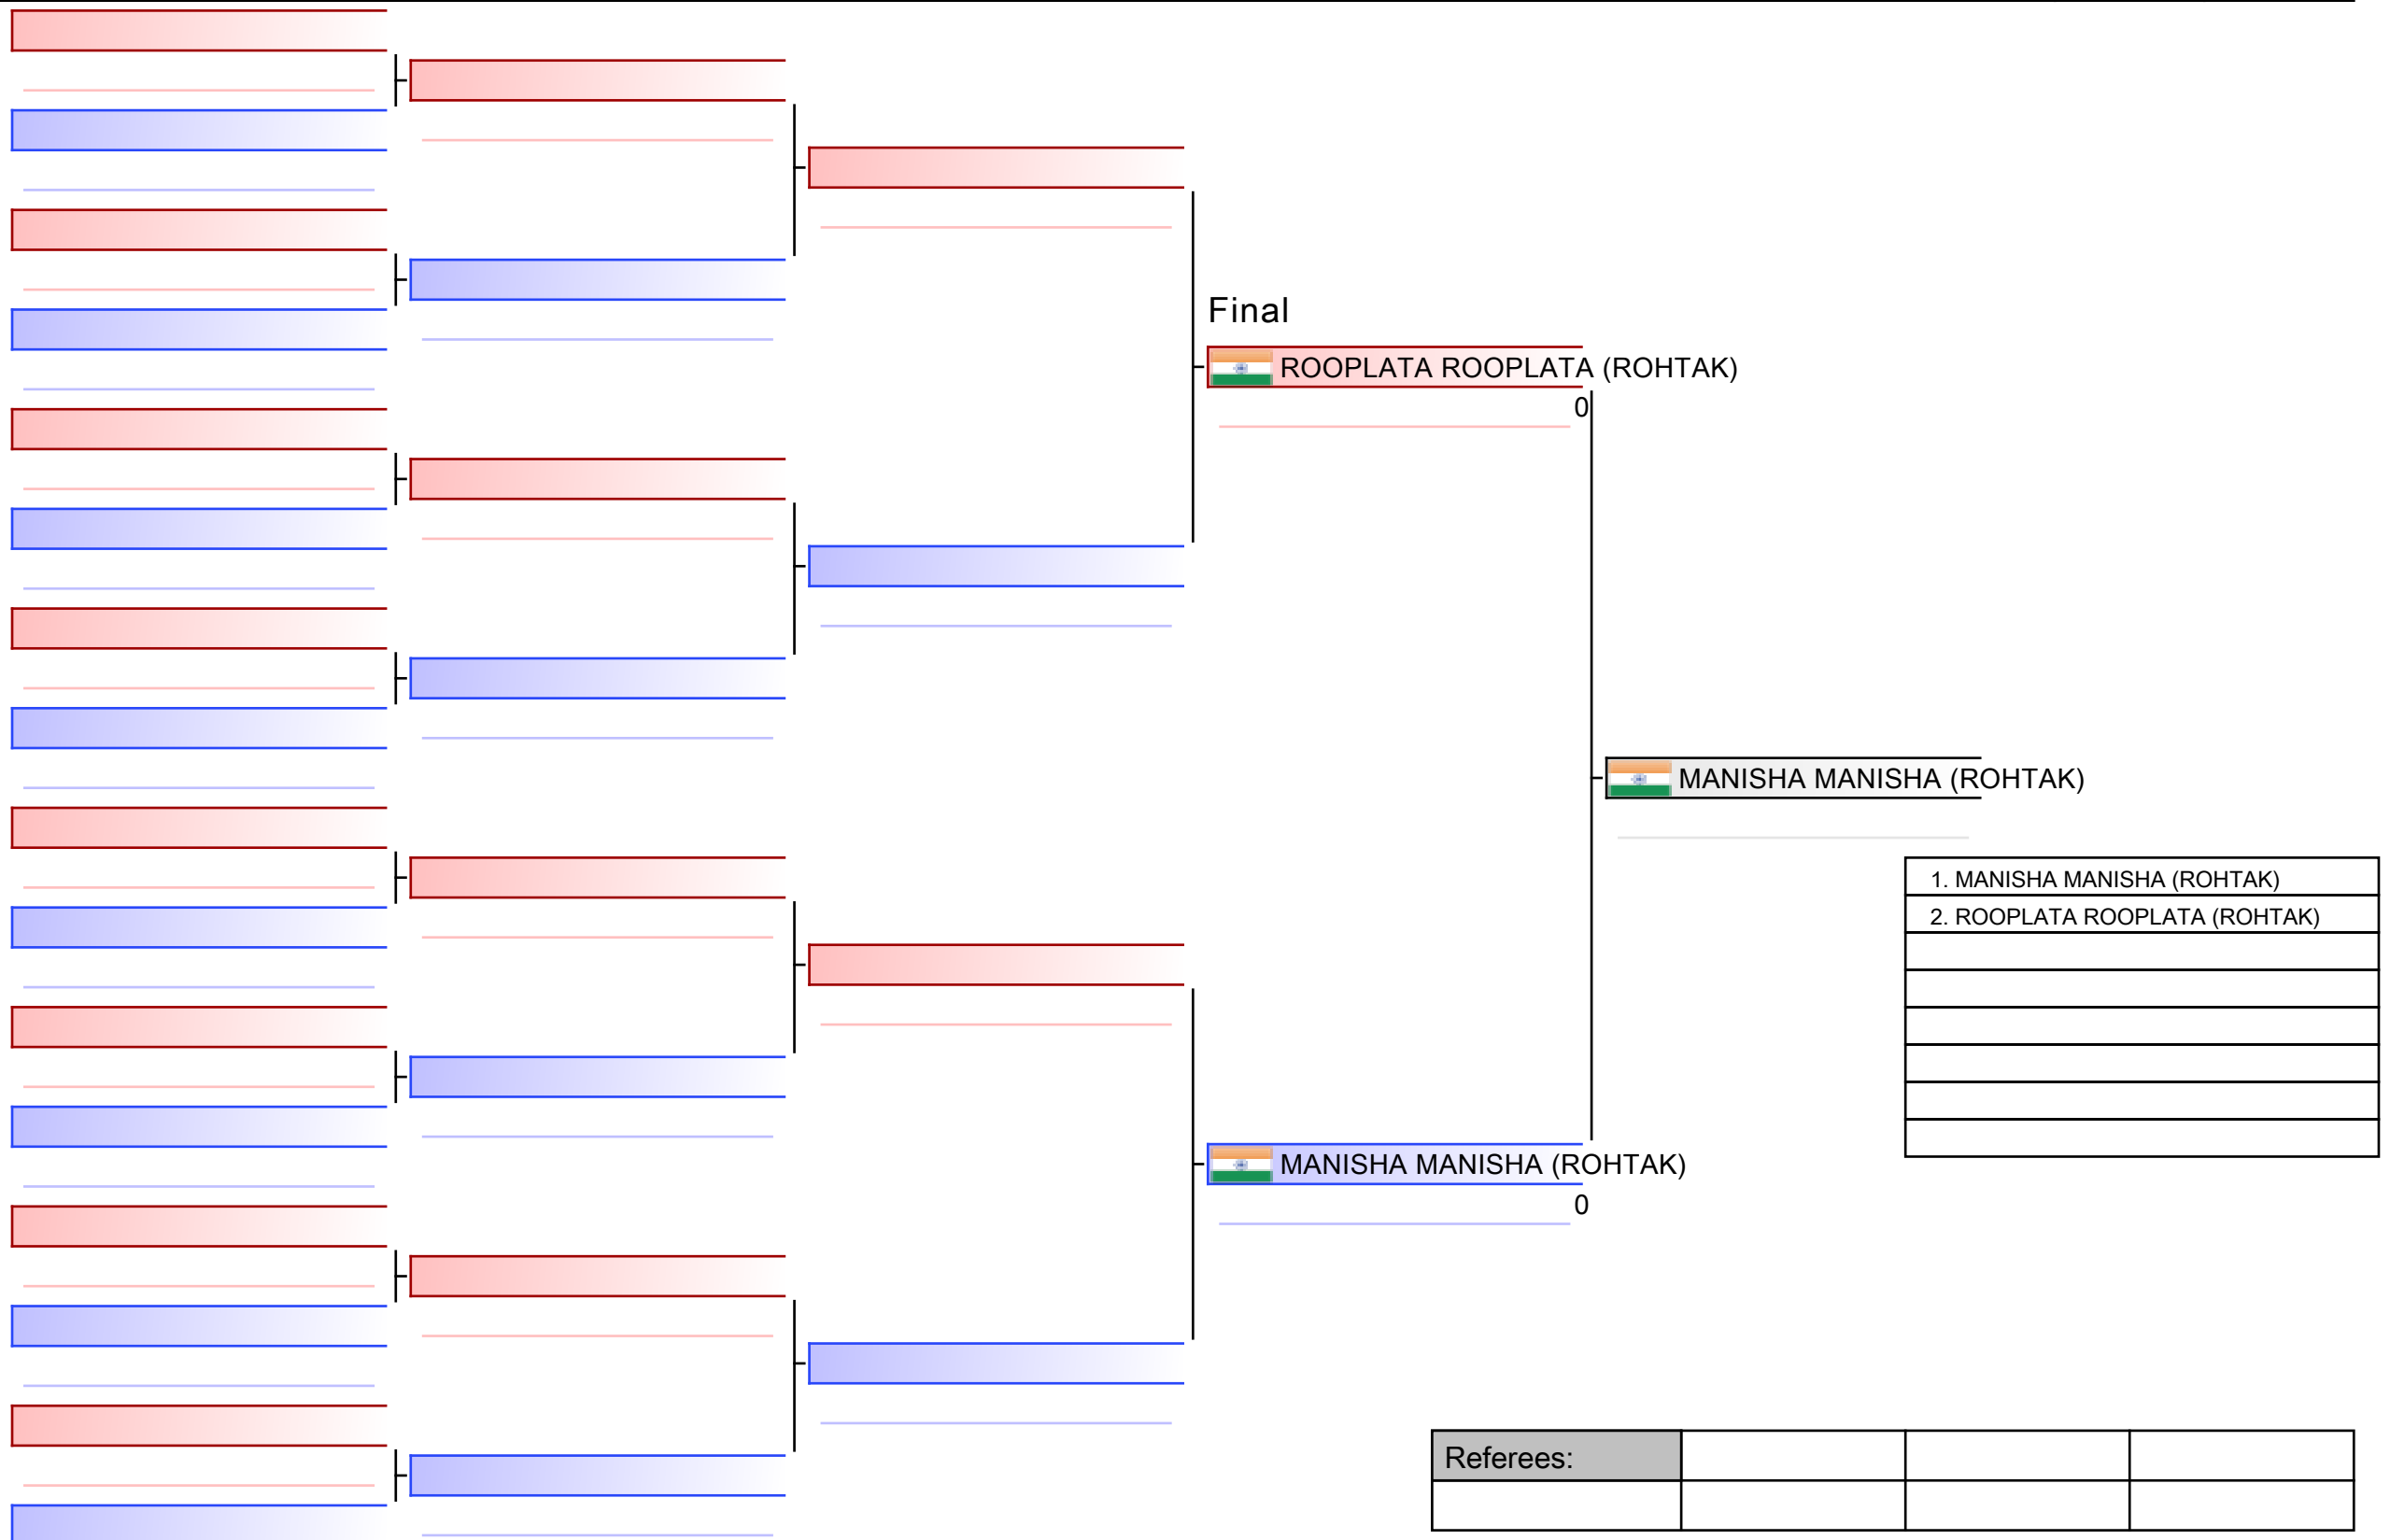 Final
ROOPLATA ROOPLATA (ROHTAK)
0
MANISHA MANISHA (ROHTAK)
1. MANISHA MANISHA (ROHTAK)
2. ROOPLATA ROOPLATA (ROHTAK)
MANISHA MANISHA (ROHTAK)
0
Referees: